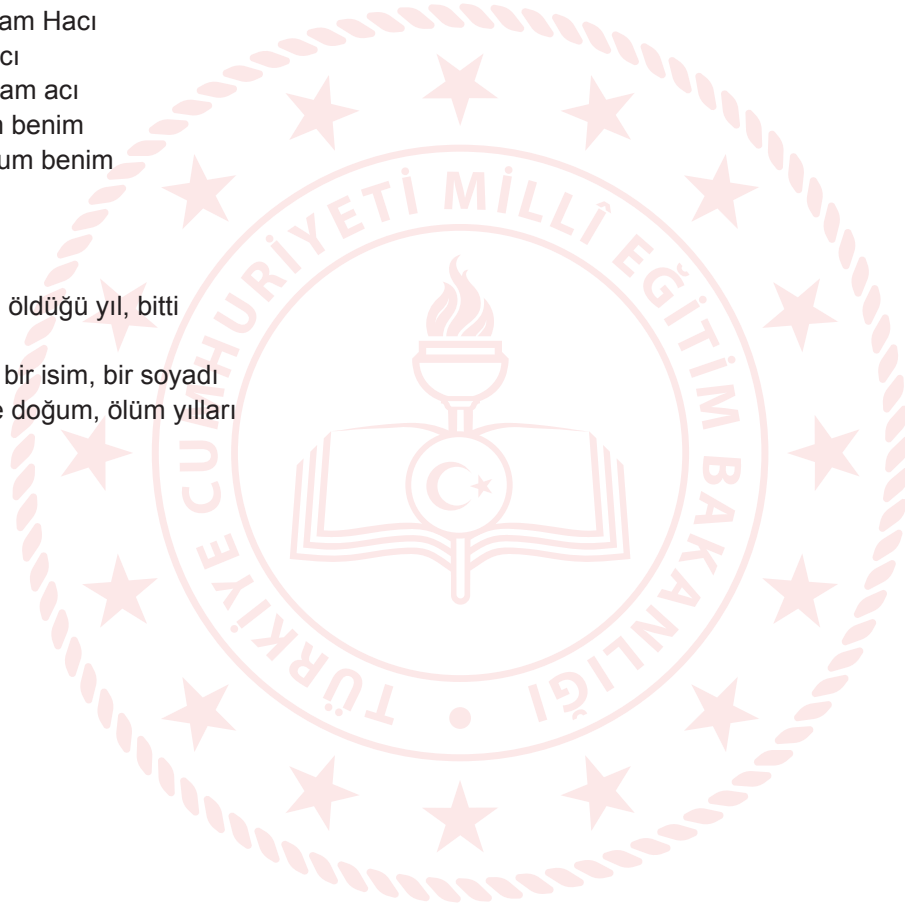 am Hacı
cı
am acı
benim
um benim
öldüğü yıl, bitti
bir isim, bir soyadı
e doğum, ölüm yılları
TÜRKİYE CUMHURİYETİ MİLLÎ EĞİTİM BAKANLIĞI